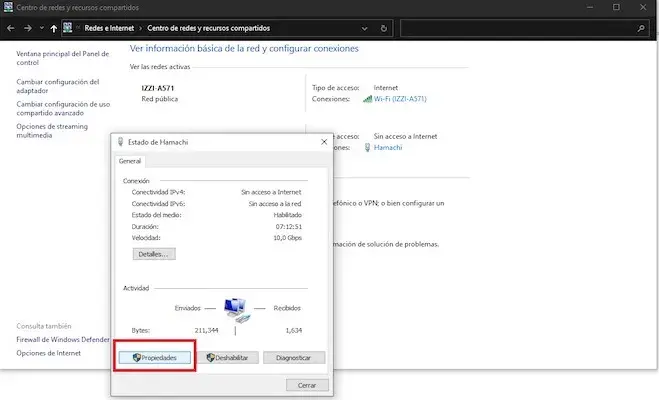 Centro de redes y recursos compartidos
Redes e Internet
Centro de redes y recursos compartidos
Ventana principal del Panel de
control
Cambiar configuración del
adaptador
Cambiar configuración de uso
compartido avanzado
Opciones de streaming
multimedia
Ver información básica de la red y configurar conexiones
Ver las redes activas
IZZI-A571
Red pública
Tipo de acceso: Internet
Conexiones: Wi-Fi (IZZI-A571)
de acceso: Sin acceso a Internet
iones: Hamachi
efónico o VPN; o bien configurar un
mación de solución de problemas.
Estado de Hamachi
General
Conexión
Conectividad IPv4: Sin acceso a Internet
Conectividad IPv6: Sin acceso a la red
Estado del medio: Habilitado
Duración: 07:12:51
Velocidad: 10,0 Gbps
Detalles...
Actividad
Enviados — Recibidos
Bytes: 211,344 | 1,634
Propiedades
Deshabilitar
Diagnosticar
Cerrar
Consulta también
Firewall de Windows Defender
Opciones de Internet